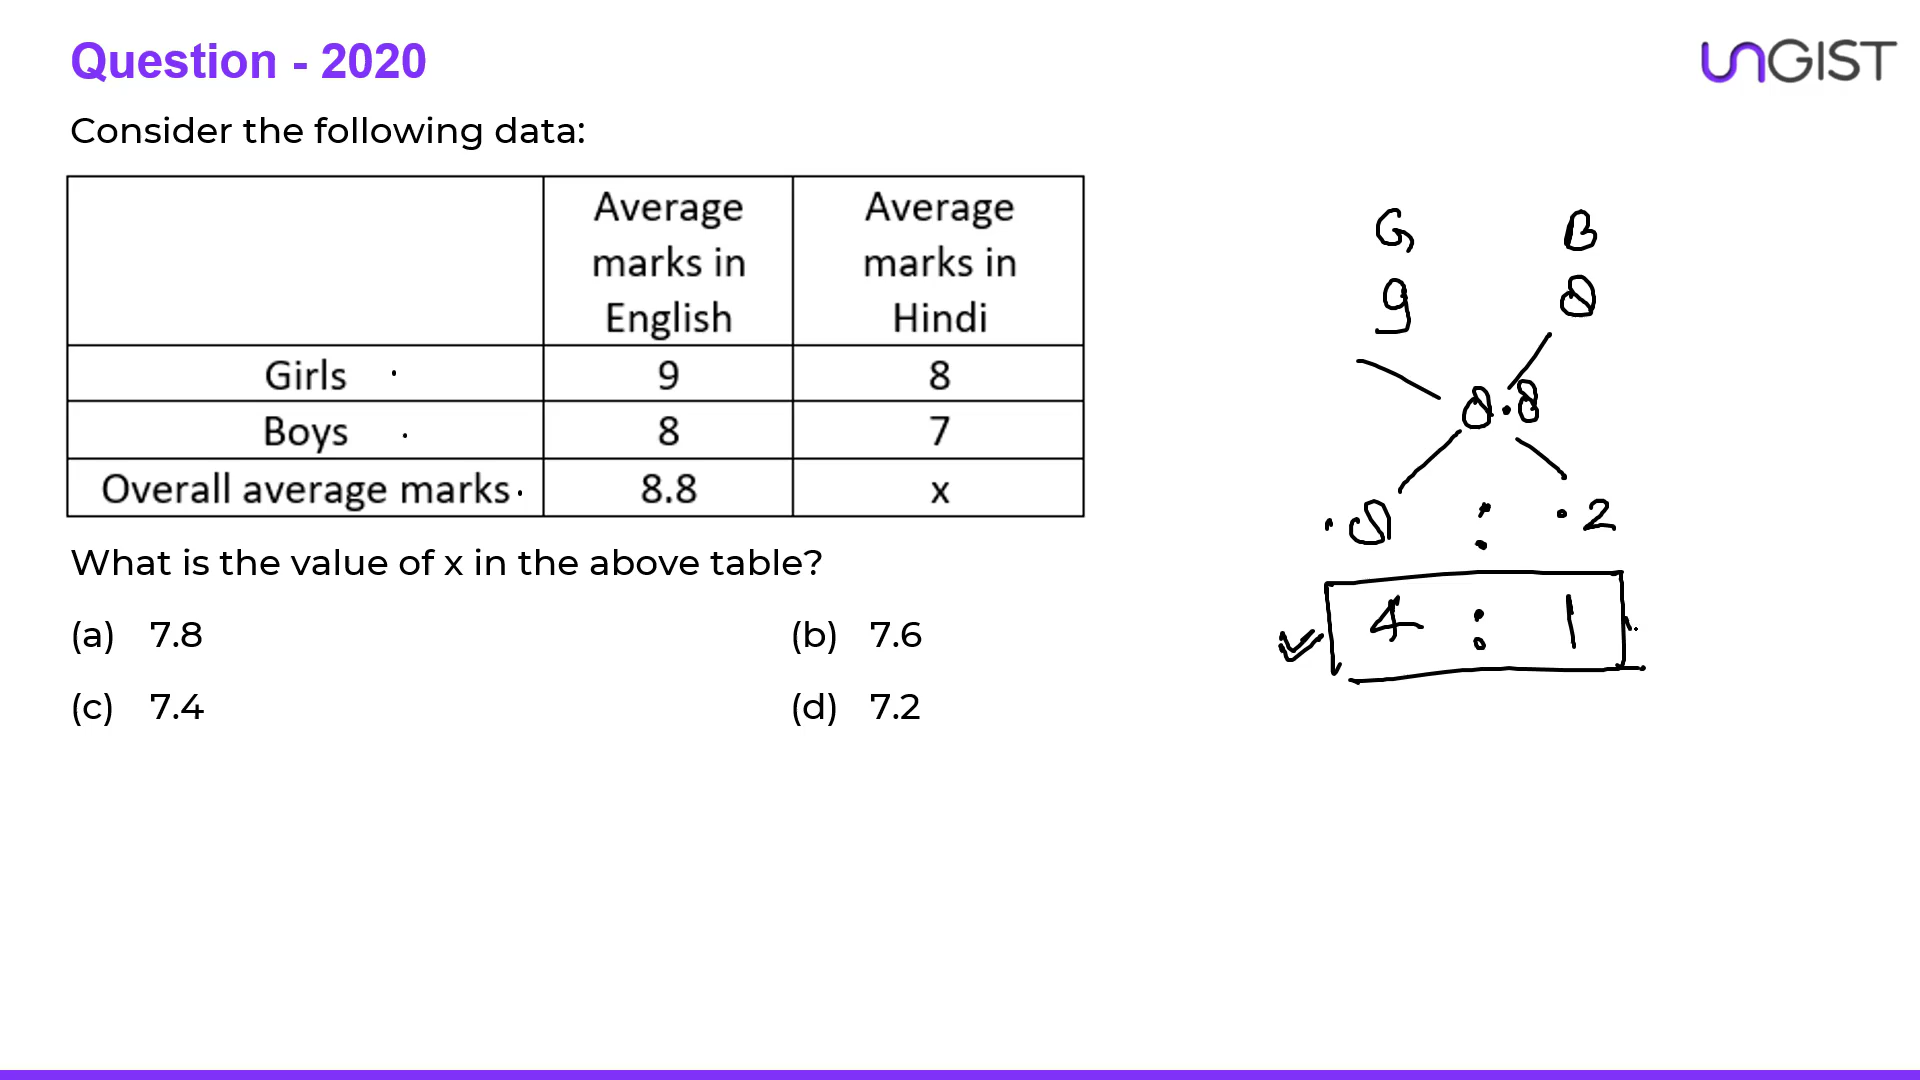 Question - 2020
UNGIST
Consider the following data:
Average marks in English
Average marks in Hindi
Girls 9 8
Boys 8 7
Overall average marks 8.8 x
What is the value of x in the above table?
(a) 7.8
(b) 7.6
(c) 7.4
(d) 7.2
G B
9 8
8.8
.8 : .2
4 : 1